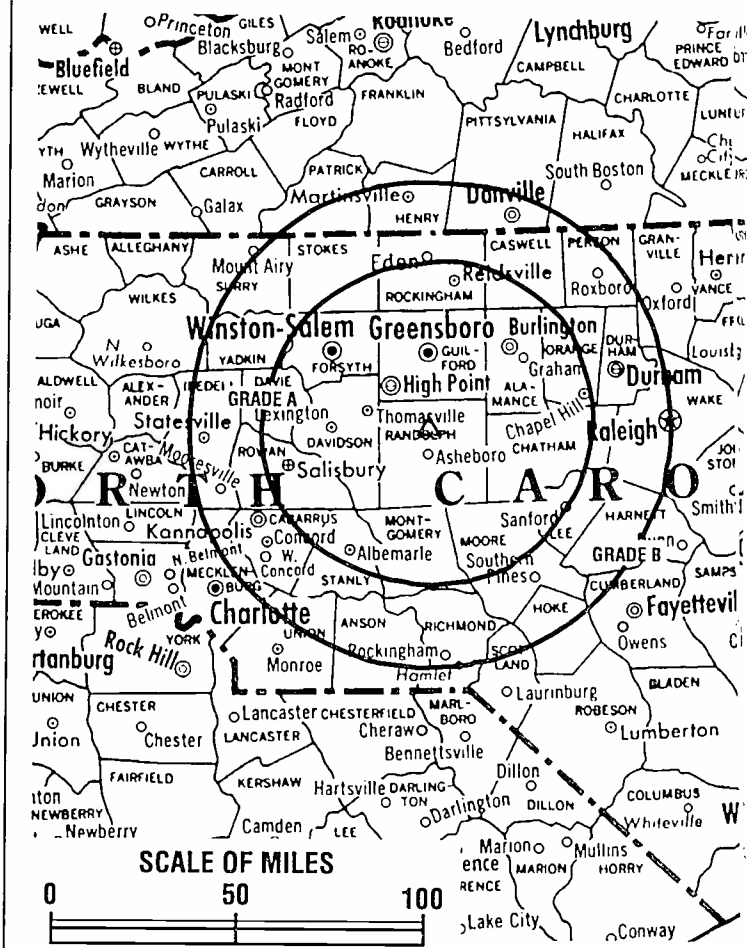 WELL
Princeton
GILES
Roanoke
Lynchburg
Blacksburg
Salem
RO-
ANOKE
Bedford
PRINCE
EDWARD
Bluefield
MONT
GOMERY
CAMPBELL
BLAND
PULASKI
Radford
FRANKLIN
CHARLOTTE
Pulaski
FLOYD
PITTSYLVANIA
HALIFAX
Wytheville
WYTHE
Marion
CARROLL
PATRICK
South Boston
GRAYSON
Galax
Martinsville
HENRY
Danville
ASHE
ALLEGHANY
STOKES
CASWELL
PERSON
GRAN-
VILLE
Mount Airy
SURRY
Eden
Reidsville
Roxboro
Oxford
VANCE
WILKES
ROCKINGHAM
N
Wilkesboro
Winston-Salem
Greensboro
Burlington
YADKIN
FORSYTH
GUIL-
FORD
Graham
ORANGE
DUR-
HAM
Durham
ALEX-
ANDER
DAVIE
High Point
ALA-
MANCE
WAKE
GRADE A
Chapel Hill
Hickory
Statesville
Thomasville
DAVIDSON
RANDOLPH
Raleigh
BURKE
CAT-
AWBA
Mooresville
ROWAN
Salisbury
Asheboro
CHATHAM
Newton
O R T H C A R O
LINCOLN
Lincolnton
Kannapolis
CABARRUS
MONT-
GOMERY
Sanford
LEE
HARNETT
CLEVE
LAND
Concord
Albemarle
MOORE
Gastonia
N. Belmont
W.
Concord
STANLY
Southern
Pines
GRADE B
MECKLEN
BURG
CUMBERLAND
Belmont
Charlotte
HOKE
Fayettevil
UNION
ANSON
RICHMOND
Owens
YORK
Rock Hill
Monroe
Rockingham
Hamlet
SCOT
LAND
BLADEN
UNION
CHESTER
Lancaster
CHESTERFIELD
MARL-
BORO
Laurinburg
ROBESON
Chester
LANCASTER
Cheraw
Bennettsville
Lumberton
FAIRFIELD
KERSHAW
Hartsville
DARLING
TON
Dillon
DILLON
COLUMBUS
NEWBERRY
Newberry
Camden
LEE
Darlington
Whiteville
Marion
MARION
Mullins
HORRY
Lake City
Conway
SCALE OF MILES
0 50 100